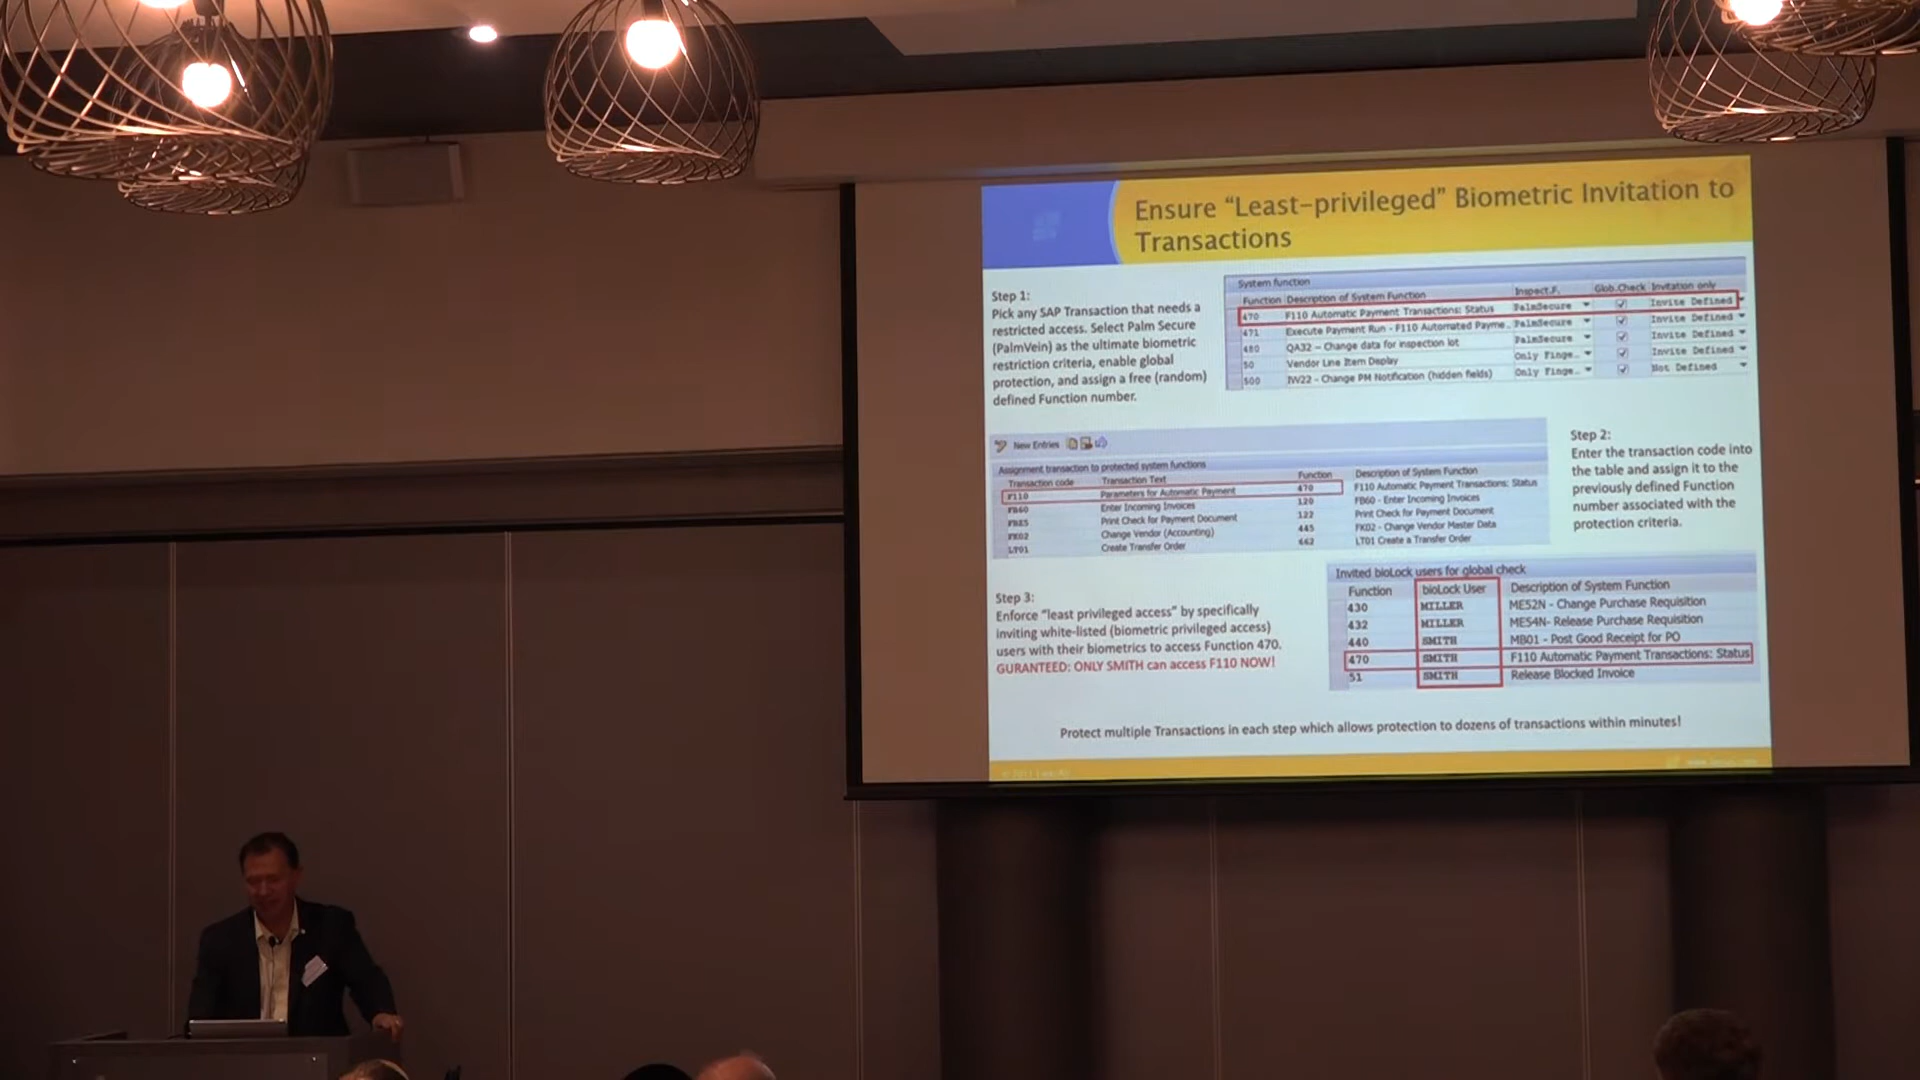 Ensure “Least-privileged” Biometric Invitation to
Transactions
Step 1:
Pick any SAP Transaction that needs a
restricted access. Select Palm Secure
(PalmVein) as the ultimate biometric
restriction criteria, enable global
protection, and assign a free (random)
defined Function number.
System function
Function Description of System Function Inspect.F. Glob.Check Invitation only
470 F110 Automatic Payment Transactions: Status PalmSecure Invite Defined
471 Execute Payment Run - F110 Automated Payme.. PalmSecure Invite Defined
480 QA32 - Change data for inspection lot PalmSecure Invite Defined
50 Vendor Line Item Display Only Finge.. Invite Defined
500 IW22 - Change PM Notification (hidden fields) Only Finge.. Not Defined
New Entries
Assignment transaction to protected system functions
Transaction code Transaction Text Function Description of System Function
F110 Parameters for Automatic Payment 470 F110 Automatic Payment Transactions: Status
FB60 Enter Incoming Invoices 120 FB60 - Enter Incoming Invoices
Print Check for Payment Document 122 Print Check for Payment Document
FK02 Change Vendor (Accounting) 445 FK02 - Change Vendor Master Data
LT01 Create Transfer Order 442 LT01 Create a Transfer Order
Step 2:
Enter the transaction code into
the table and assign it to the
previously defined Function
number associated with the
protection criteria.
Step 3:
Enforce “least privileged access” by specifically
inviting white-listed (biometric privileged access)
users with their biometrics to access Function 470.
GURANTEED: ONLY SMITH can access F110 NOW!
Invited bioLock users for global check
Function bioLock User Description of System Function
430 MILLER ME52N - Change Purchase Requisition
432 MILLER ME54N- Release Purchase Requisition
440 SMITH MB01 - Post Good Receipt for PO
470 SMITH F110 Automatic Payment Transactions: Status
51 SMITH Release Blocked Invoice
Protect multiple Transactions in each step which allows protection to dozens of transactions within minutes!